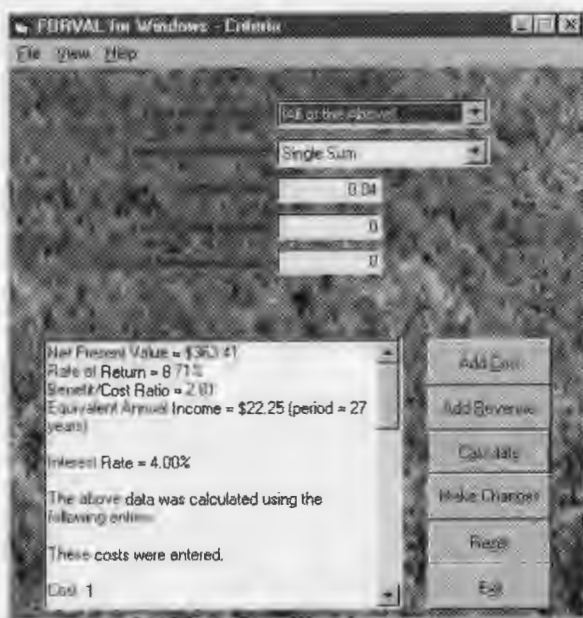 FORVAL for Windows - Criteria
File View Help
(All of the Above)
Single Sum
0.04
0
0
Net Present Value = $363.41
Rate of Return = 8.71%
Benefit/Cost Ratio =
Equivalent Annual Income = $22.25 (period = 27
years)
Interest Rate = 4.00%
The above data was calculated using the
following entries.
These costs were entered.
Cost 1
Add Cost
Add Revenue
Calculate
Make Changes
Reset
Exit